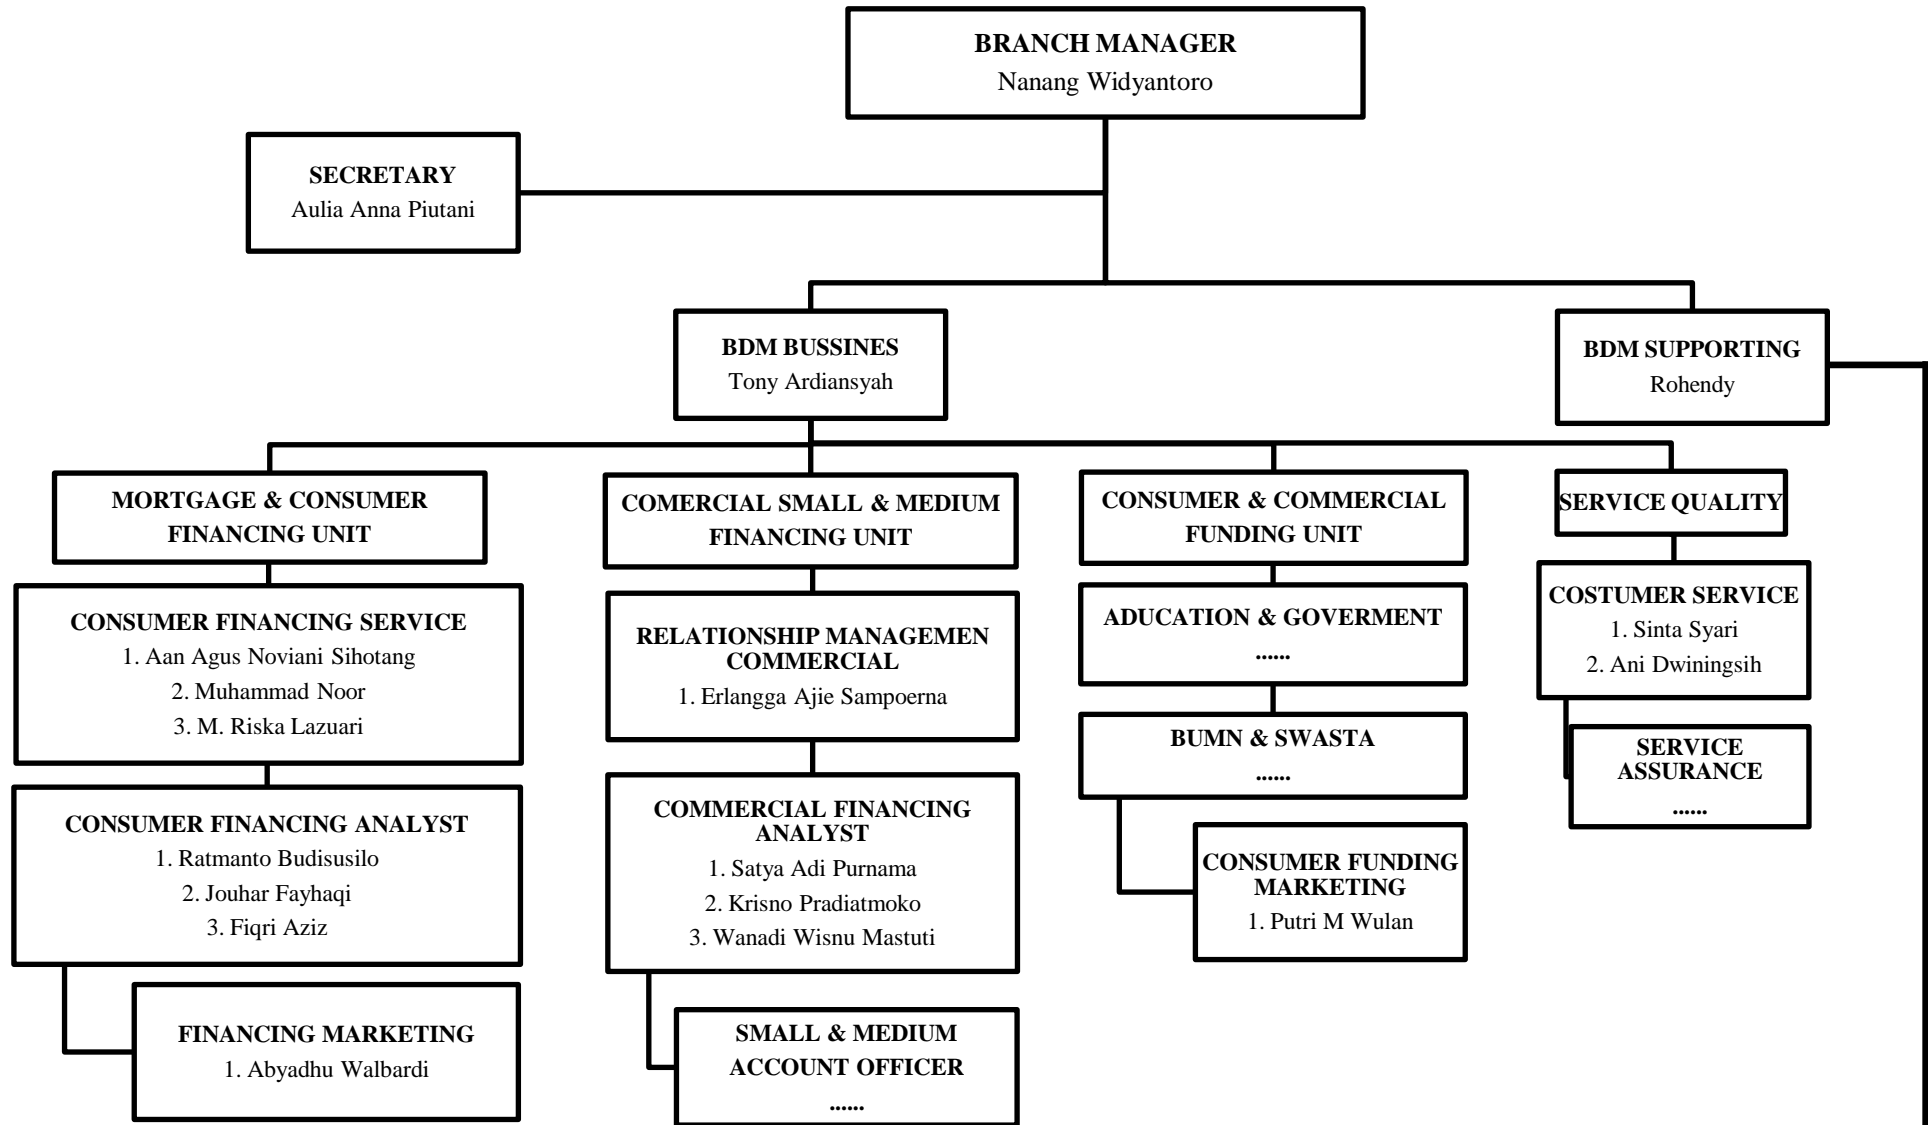 BRANCH MANAGER
Nanang Widyantoro
SECRETARY
Aulia Anna Piutani
BDM BUSSINES
Tony Ardiansyah
BDM SUPPORTING
Rohendy
MORTGAGE & CONSUMER
FINANCING UNIT
CONSUMER FINANCING SERVICE
1. Aan Agus Noviani Sihotang
2. Muhammad Noor
3. M. Riska Lazuari
CONSUMER FINANCING ANALYST
1. Ratmanto Budisusilo
2. Jouhar Fayhaqi
3. Fiqri Aziz
FINANCING MARKETING
1. Abyadhu Walbardi
COMERCIAL SMALL & MEDIUM
FINANCING UNIT
RELATIONSHIP MANAGEMEN
COMMERCIAL
1. Erlangga Ajie Sampoerna
COMMERCIAL FINANCING
ANALYST
1. Satya Adi Purnama
2. Krisno Pradiatmoko
3. Wanadi Wisnu Mastuti
SMALL & MEDIUM
ACCOUNT OFFICER
......
CONSUMER & COMMERCIAL
FUNDING UNIT
ADUCATION & GOVERMENT
......
BUMN & SWASTA
......
CONSUMER FUNDING
MARKETING
1. Putri M Wulan
SERVICE QUALITY
COSTUMER SERVICE
1. Sinta Syari
2. Ani Dwiningsih
SERVICE
ASSURANCE
......